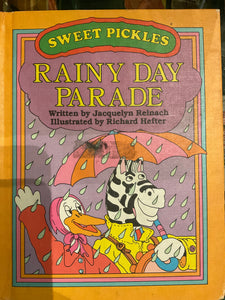 SWEET PICKLES
RAINY DAY
PARADE
Written by Jacquelyn Reinach
Illustrated by Richard Hefter